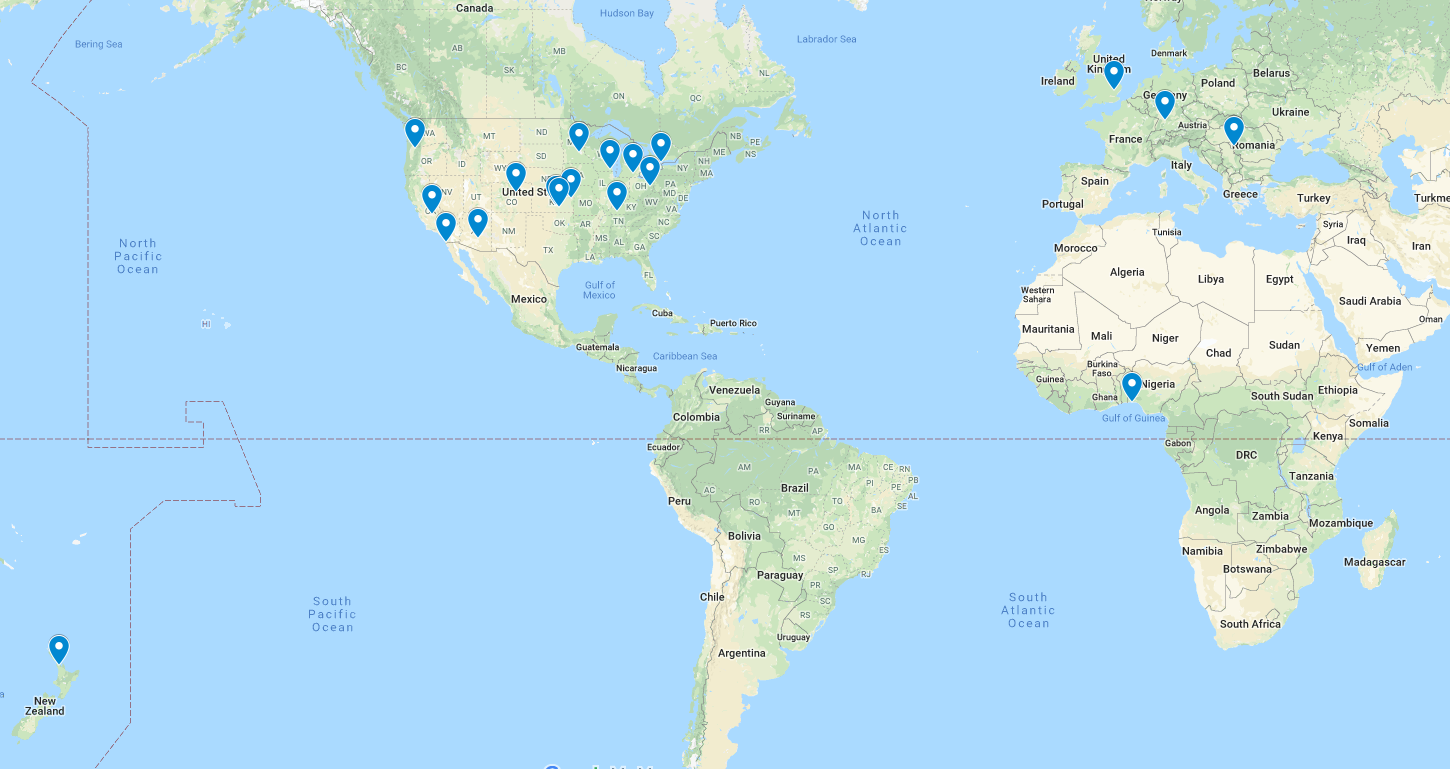 Canada
Hudson Bay
Bering Sea
Labrador Sea
AB
MB
BC
SK
NL
ON
QC
United
Kingdom
Denmark
Ireland
Poland
Belarus
Germany
Ukraine
Austria
France
Romania
Italy
Spain
Portugal
Greece
Turkey
WA
MT
ND
OR
ID
SD
WY
NB
PE
ME
NS
NH
NY
MA
NV
UT
CO
United St
IL
OH
PA
MD
DE
MO
KY
WV
VA
OK
AR
TN
NC
NM
MS
AL
SC
GA
TX
LA
FL
North
Pacific
Ocean
North
Atlantic
Ocean
Gulf of
Mexico
Mexico
HI
Cuba
Puerto Rico
Guatemala
Caribbean Sea
Nicaragua
Tunisia
Morocco
Syria
Iraq
Iran
Turkme
Algeria
Libya
Egypt
Western
Sahara
Saudi Arabia
Oman
Mauritania
Mali
Niger
Chad
Sudan
Yemen
Gulf of Aden
Burkina
Faso
Guinea
Ghana
Nigeria
South Sudan
Ethiopia
Gulf of Guinea
Somalia
Gabon
Kenya
DRC
Tanzania
Angola
Zambia
Mozambique
Namibia
Zimbabwe
Botswana
Madagascar
South Africa
Venezuela
Guyana
Colombia
Suriname
RR
AP
Ecuador
AM
PA
MA
CE
RN
PB
PI
PE
AL
SE
AC
Brazil
RO
TO
BA
Peru
MT
GO
Bolivia
MG
ES
MS
Paraguay
SP
RJ
PR
SC
Chile
RS
Uruguay
Argentina
South
Pacific
Ocean
South
Atlantic
Ocean
New
Zealand